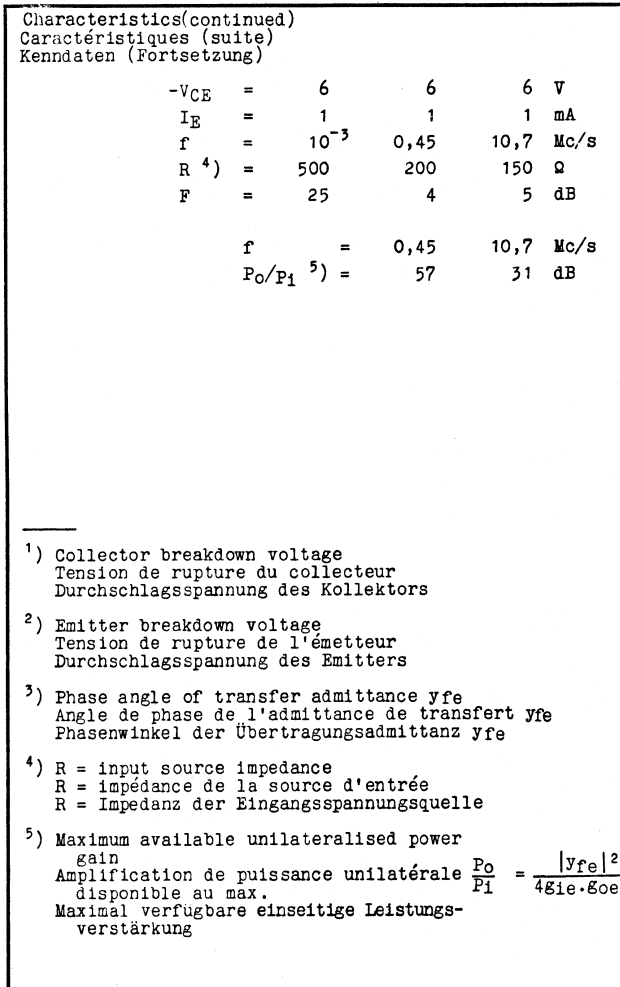 Characteristics(continued)
Caractéristiques (suite)
Kenndaten (Fortsetzung)
-VCE = 6 6 6 V
IE = 1 1 1 mA
f = 10⁻³ 0,45 10,7 Mc/s
R ⁴) = 500 200 150 Ω
F = 25 4 5 dB
f = 0,45 10,7 Mc/s
Po/Pi ⁵) = 57 31 dB
¹) Collector breakdown voltage
Tension de rupture du collecteur
Durchschlagsspannung des Kollektors
²) Emitter breakdown voltage
Tension de rupture de l'émetteur
Durchschlagsspannung des Emitters
³) Phase angle of transfer admittance yfe
Angle de phase de l'admittance de transfert yfe
Phasenwinkel der Übertragungsadmittanz yfe
⁴) R = input source impedance
R = impédance de la source d'entrée
R = Impedanz der Eingangsspannungsquelle
⁵) Maximum available unilateralised power
gain
Amplification de puissance unilatérale Po/Pi = |yfe|²/4gie·goe
disponible au max.
Maximal verfügbare einseitige Leistungs-
verstärkung